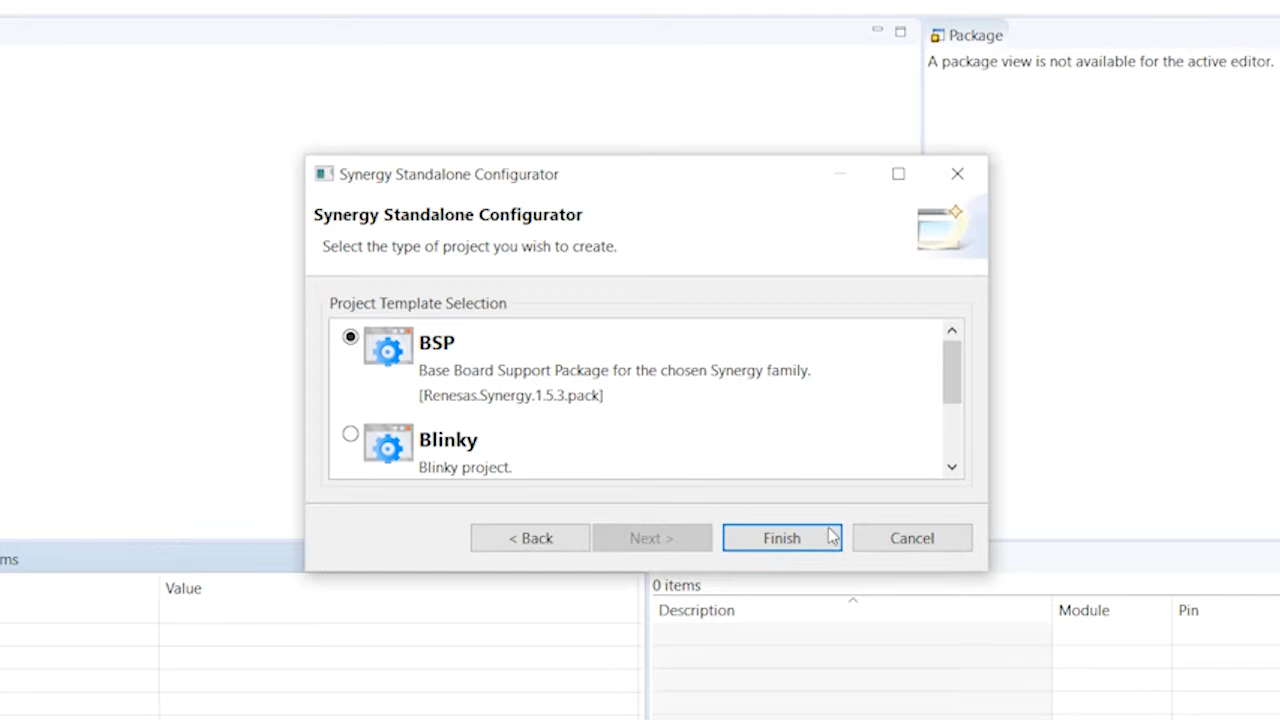 Package
A package view is not available for the active editor.
Synergy Standalone Configurator
Synergy Standalone Configurator
Select the type of project you wish to create.
Project Template Selection
BSP
Base Board Support Package for the chosen Synergy family.
[Renesas.Synergy.1.5.3.pack]
Blinky
Blinky project.
< Back
Next >
Finish
Cancel
ms
Value
0 items
Description
Module
Pin